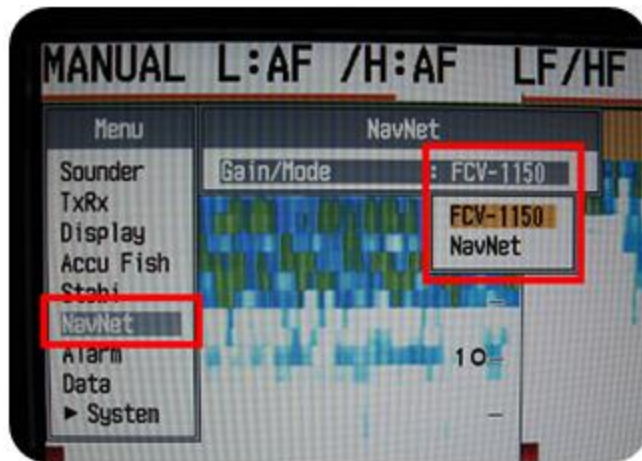 MANUAL L:AF /H:AF LF/HF
Menu
NavNet
Sounder
TxRx
Display
Accu Fish
Stabi
NavNet
Alarm
Data
► System
Gain/Mode : FCV-1150
FCV-1150
NavNet
10